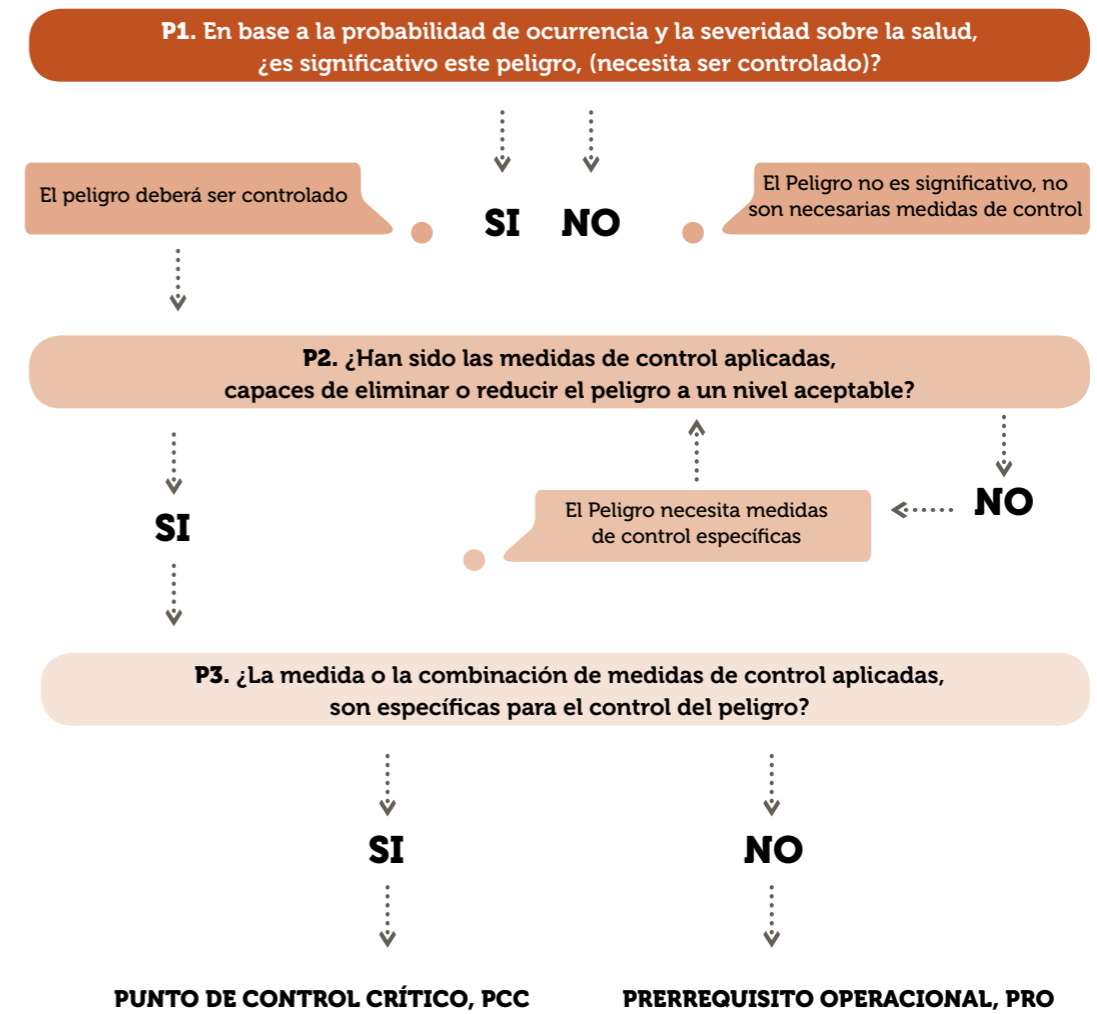 P1. En base a la probabilidad de ocurrencia y la severidad sobre la salud,
¿es significativo este peligro, (necesita ser controlado)?
El peligro deberá ser controlado
SI
NO
El Peligro no es significativo, no
son necesarias medidas de control
P2. ¿Han sido las medidas de control aplicadas,
capaces de eliminar o reducir el peligro a un nivel aceptable?
SI
El Peligro necesita medidas
de control específicas
NO
P3. ¿La medida o la combinación de medidas de control aplicadas,
son específicas para el control del peligro?
SI
NO
PUNTO DE CONTROL CRÍTICO, PCC
PRERREQUISITO OPERACIONAL, PRO